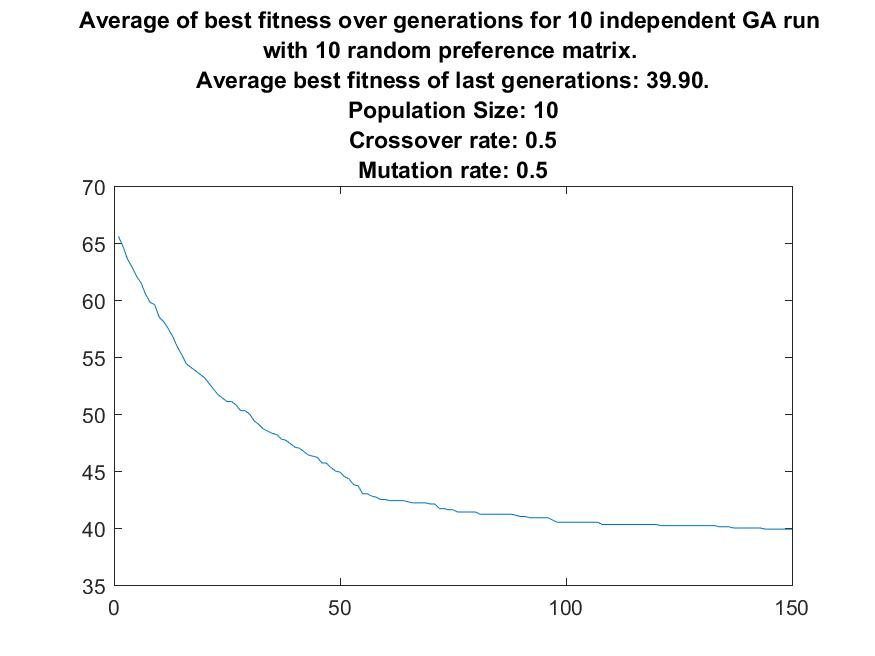 Average of best fitness over generations for 10 independent GA run
with 10 random preference matrix.
Average best fitness of last generations: 39.90.
Population Size: 10
Crossover rate: 0.5
Mutation rate: 0.5
70
65
60
55
50
45
40
35
0 50 100 150